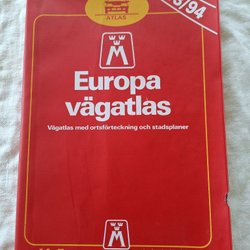 ATLAS
3/94
M
Europa
vägatlas
Vägatlas med ortsförteckning och stadsplaner
M